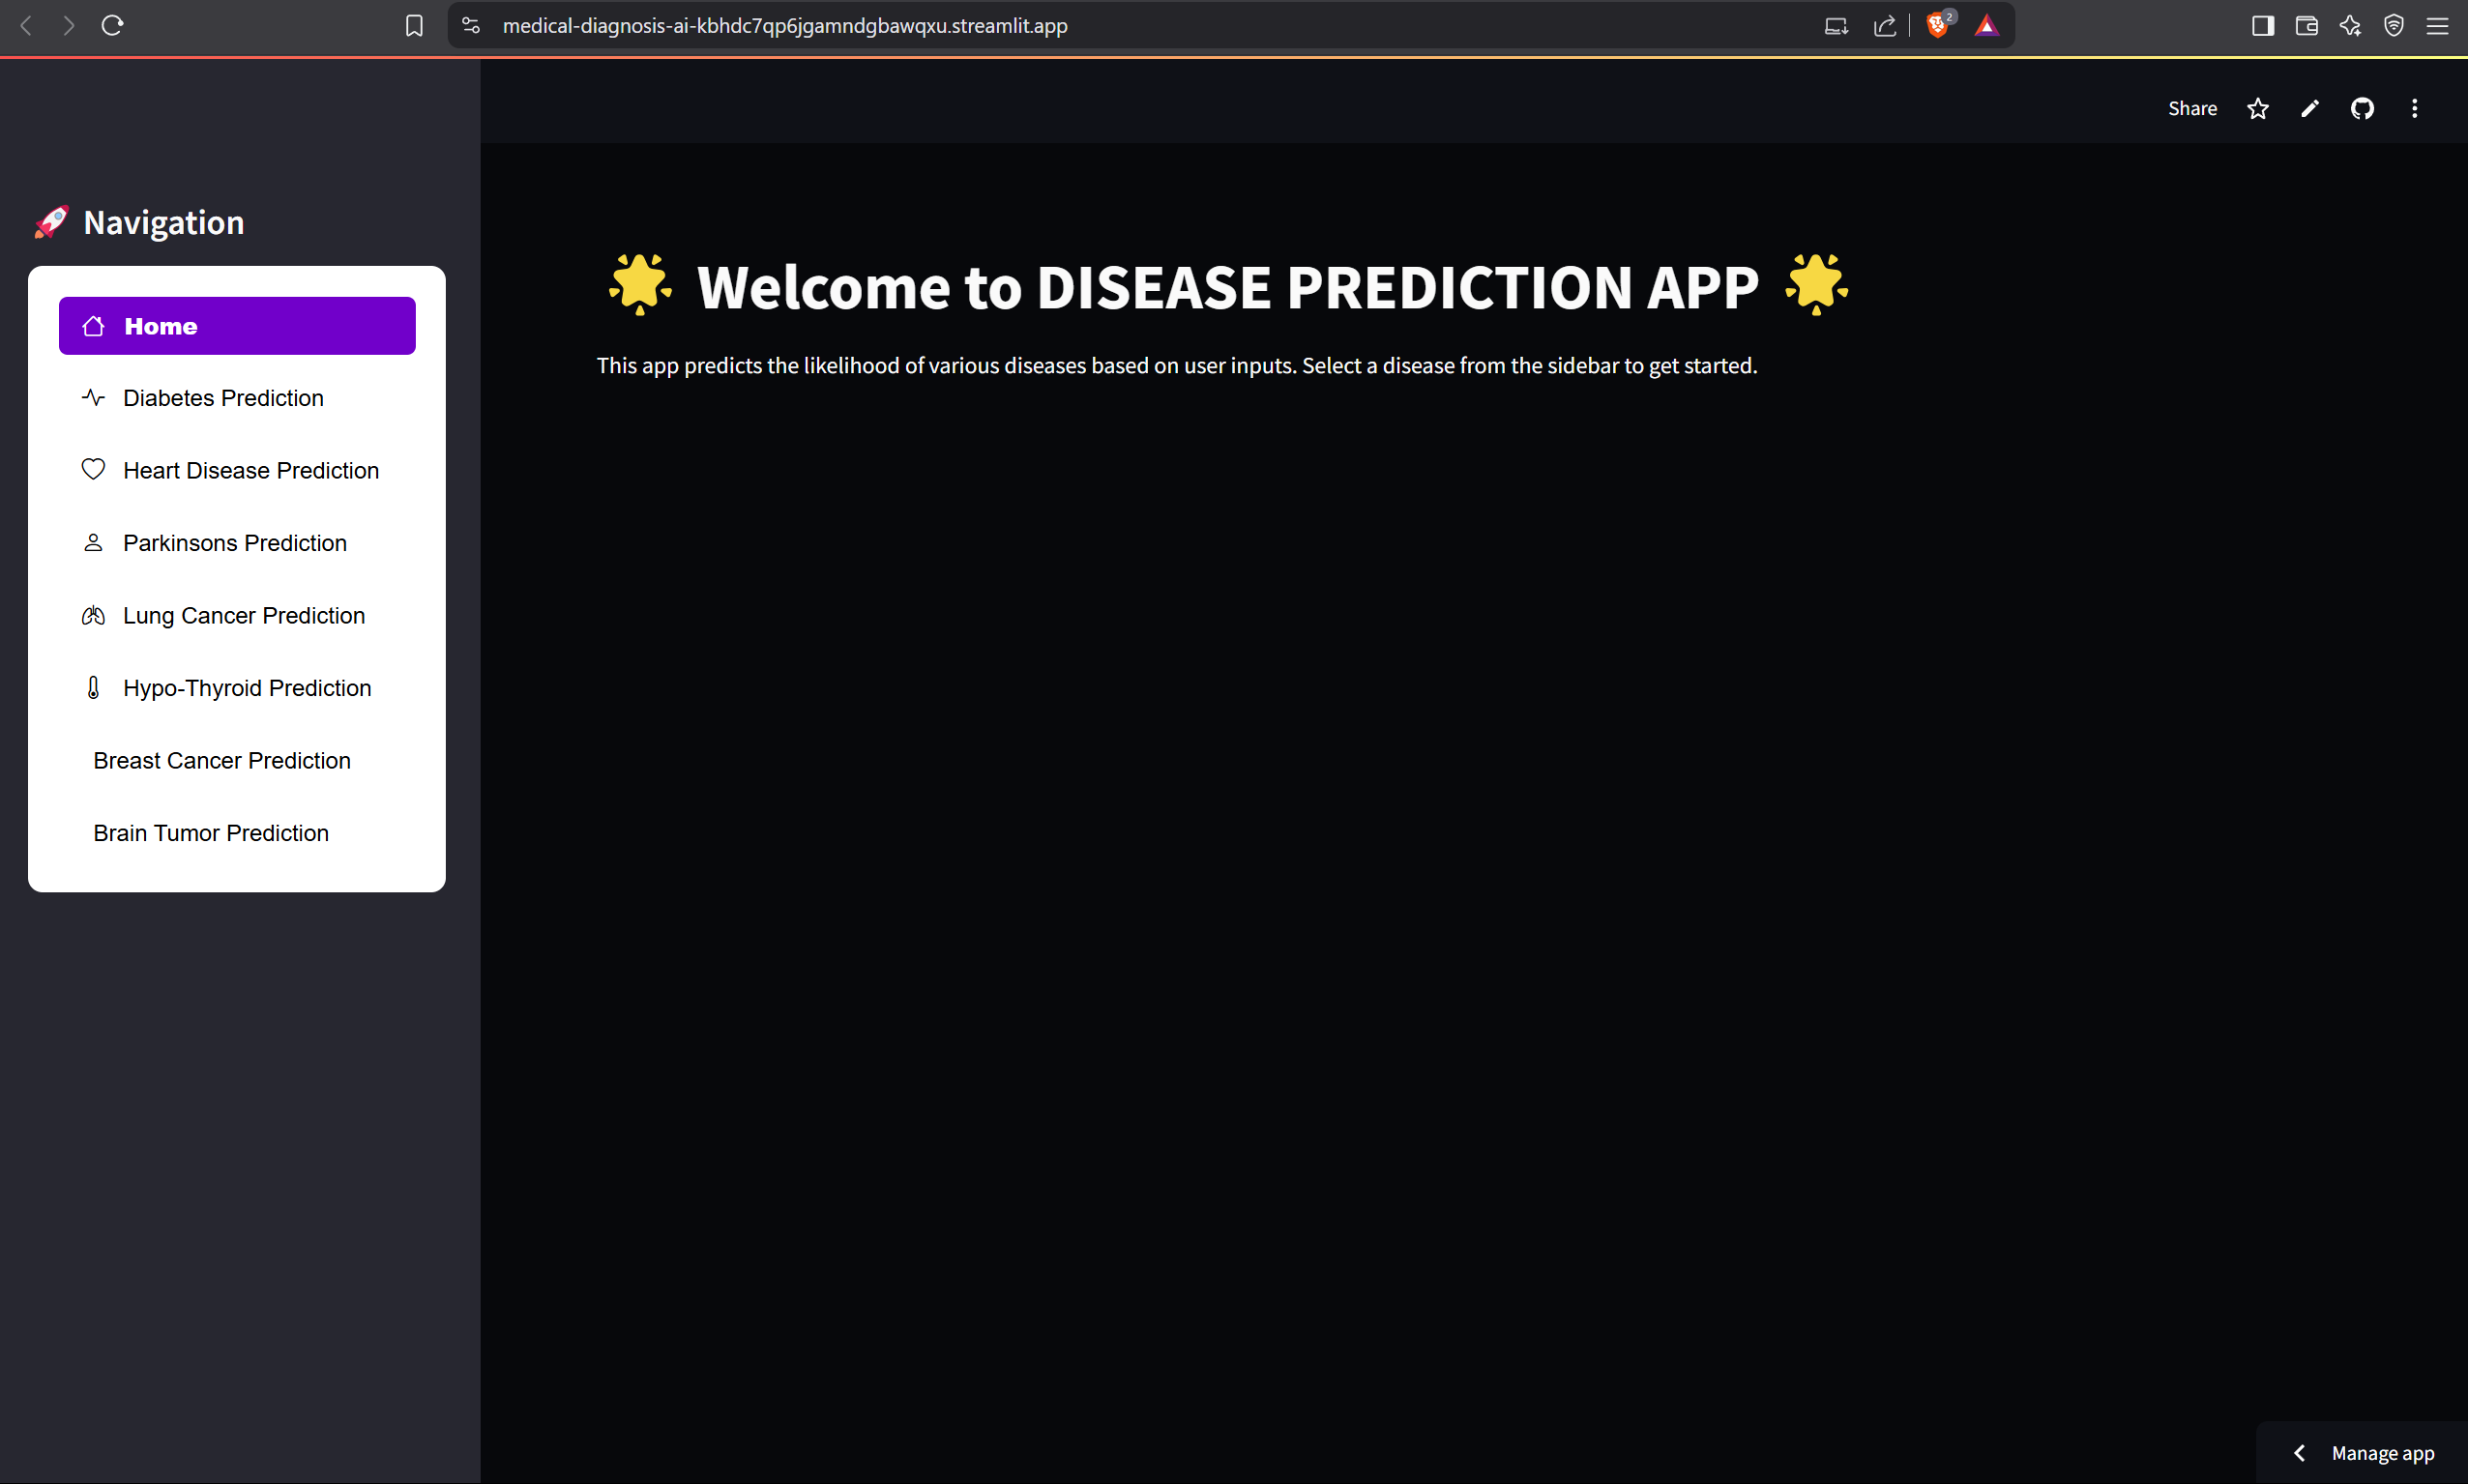 medical-diagnosis-ai-kbhdc7qp6jgamndgbawqxu.streamlit.app
2
Share
Navigation
Home
Diabetes Prediction
Heart Disease Prediction
Parkinsons Prediction
Lung Cancer Prediction
Hypo-Thyroid Prediction
Breast Cancer Prediction
Brain Tumor Prediction
Welcome to DISEASE PREDICTION APP
This app predicts the likelihood of various diseases based on user inputs. Select a disease from the sidebar to get started.
Manage app